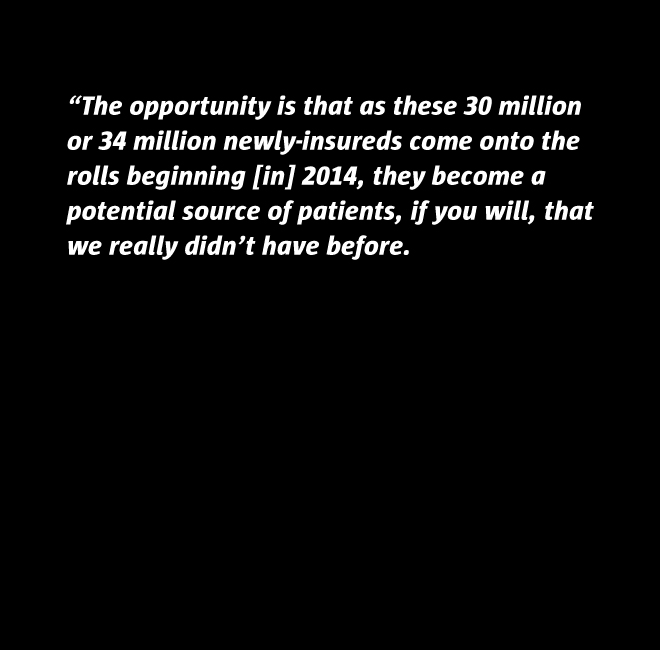 “The opportunity is that as these 30 million
or 34 million newly-insureds come onto the
rolls beginning [in] 2014, they become a
potential source of patients, if you will, that
we really didn’t have before.